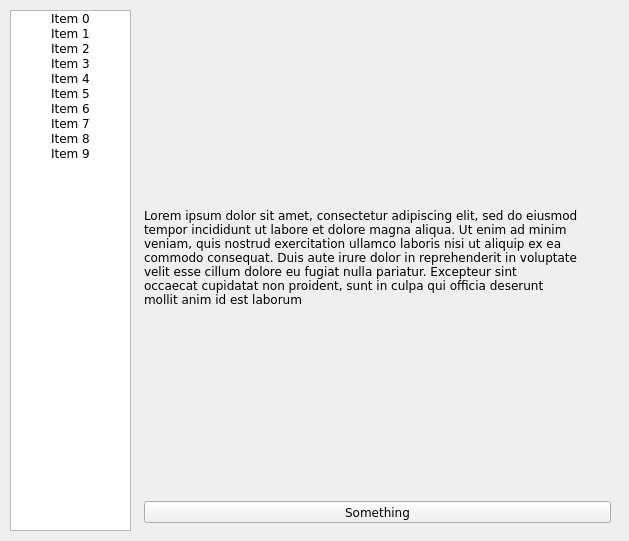 Item 0
Item 1
Item 2
Item 3
Item 4
Item 5
Item 6
Item 7
Item 8
Item 9
Lorem ipsum dolor sit amet, consectetur adipiscing elit, sed do eiusmod
tempor incididunt ut labore et dolore magna aliqua. Ut enim ad minim
veniam, quis nostrud exercitation ullamco laboris nisi ut aliquip ex ea
commodo consequat. Duis aute irure dolor in reprehenderit in voluptate
velit esse cillum dolore eu fugiat nulla pariatur. Excepteur sint
occaecat cupidatat non proident, sunt in culpa qui officia deserunt
mollit anim id est laborum
Something